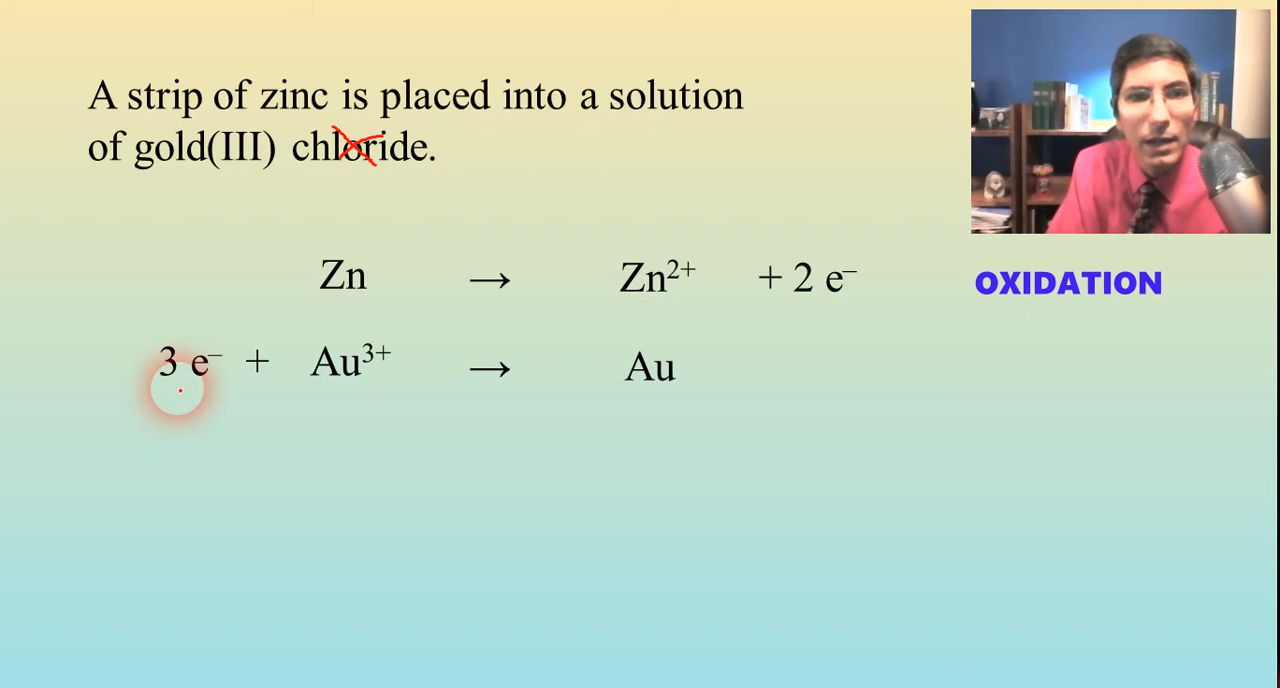 A strip of zinc is placed into a solution
of gold(III) chloride.
Zn → Zn²⁺ + 2 e⁻
OXIDATION
3 e⁻ + Au³⁺ → Au